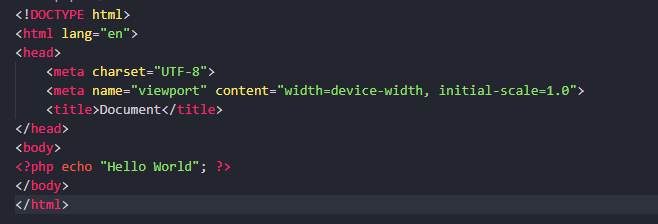 <!DOCTYPE html>
<html lang="en">
<head>
    <meta charset="UTF-8">
    <meta name="viewport" content="width=device-width, initial-scale=1.0">
    <title>Document</title>
</head>
<body>
<?php echo "Hello World"; ?>
</body>
</html>